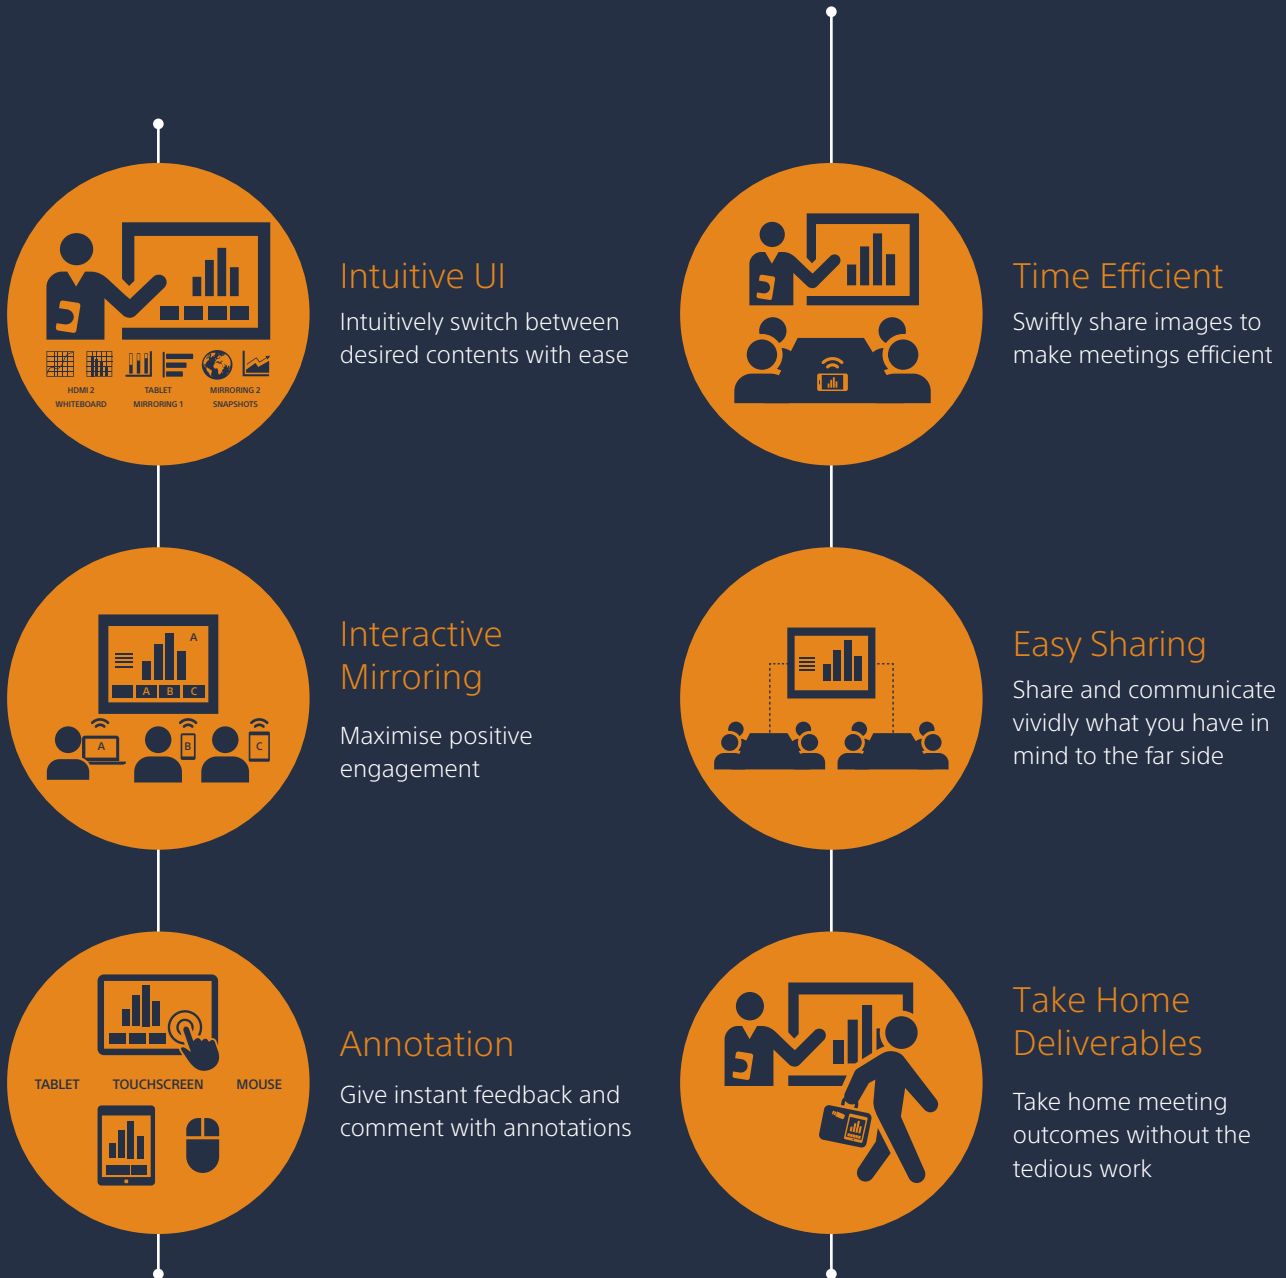 Intuitive UI
Intuitively switch between
desired contents with ease
HDMI 2 TABLET MIRRORING 2
WHITEBOARD MIRRORING 1 SNAPSHOTS
Interactive
Mirroring
Maximise positive
engagement
A
A B C
A B C
Annotation
Give instant feedback and
comment with annotations
TABLET TOUCHSCREEN MOUSE
Time Efficient
Swiftly share images to
make meetings efficient
Easy Sharing
Share and communicate
vividly what you have in
mind to the far side
Take Home
Deliverables
Take home meeting
outcomes without the
tedious work